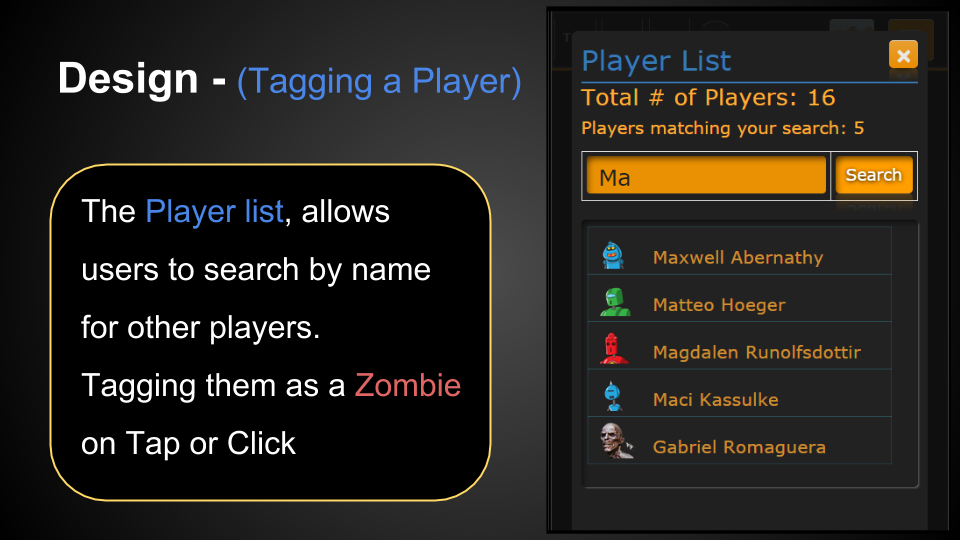 Design - (Tagging a Player)
The Player list, allows
users to search by name
for other players.
Tagging them as a Zombie
on Tap or Click
Player List
Total # of Players: 16
Players matching your search: 5
Ma
Search
Maxwell Abernathy
Matteo Hoeger
Magdalen Runolfsdottir
Maci Kassulke
Gabriel Romaguera